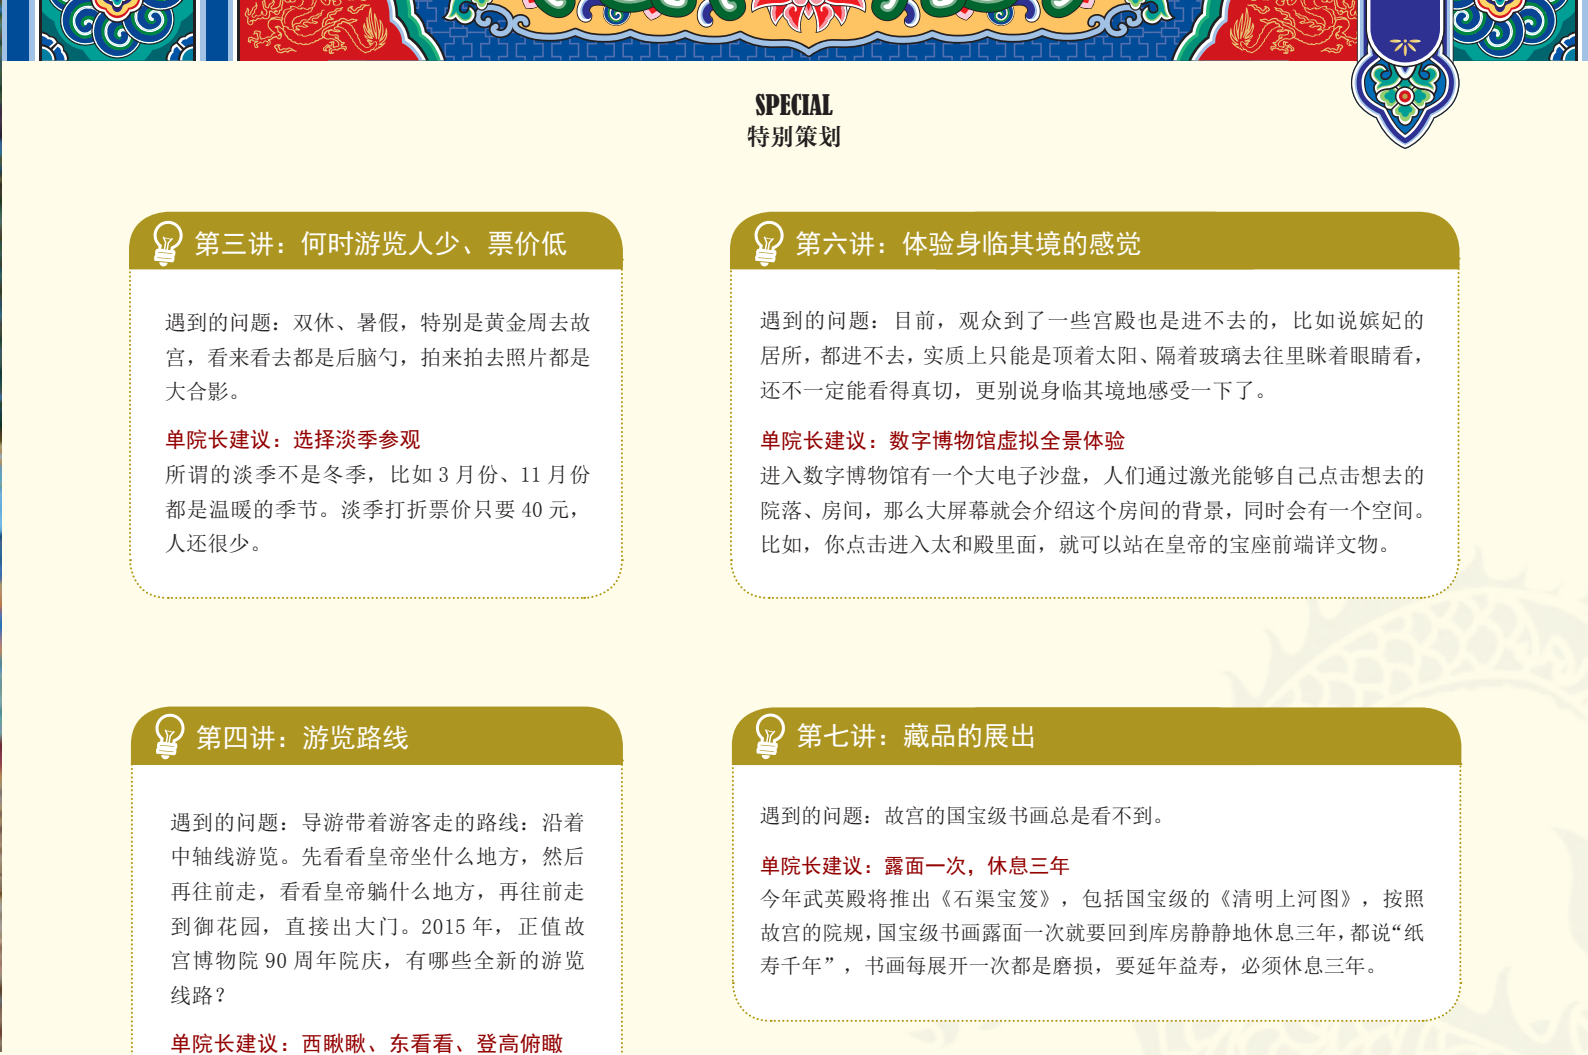 SPECIAL
特别策划
第三讲：何时游览人少、票价低
遇到的问题：双休、暑假，特别是黄金周去故
宫，看来看去都是后脑勺，拍来拍去照片都是
大合影。
单院长建议：选择淡季参观
所谓的淡季不是冬季，比如 3 月份、11 月份
都是温暖的季节。淡季打折票价只要 40 元，
人还很少。
第四讲：游览路线
遇到的问题：导游带着游客走的路线：沿着
中轴线游览。先看看皇帝坐什么地方，然后
再往前走，看看皇帝躺什么地方，再往前走
到御花园，直接出大门。2015 年，正值故
宫博物院 90 周年院庆，有哪些全新的游览
线路？
单院长建议：西瞅瞅、东看看、登高俯瞰
第六讲：体验身临其境的感觉
遇到的问题：目前，观众到了一些宫殿也是进不去的，比如说嫔妃的
居所，都进不去，实质上只能是顶着太阳、隔着玻璃去往里眯着眼睛看，
还不一定能看得真切，更别说身临其境地感受一下了。
单院长建议：数字博物馆虚拟全景体验
进入数字博物馆有一个大电子沙盘，人们通过激光能够自己点击想去的
院落、房间，那么大屏幕就会介绍这个房间的背景，同时会有一个空间。
比如，你点击进入太和殿里面，就可以站在皇帝的宝座前端详文物。
第七讲：藏品的展出
遇到的问题：故宫的国宝级书画总是看不到。
单院长建议：露面一次，休息三年
今年武英殿将推出《石渠宝笈》，包括国宝级的《清明上河图》，按照
故宫的院规，国宝级书画露面一次就要回到库房静静地休息三年，都说“纸
寿千年”，书画每展开一次都是磨损，要延年益寿，必须休息三年。